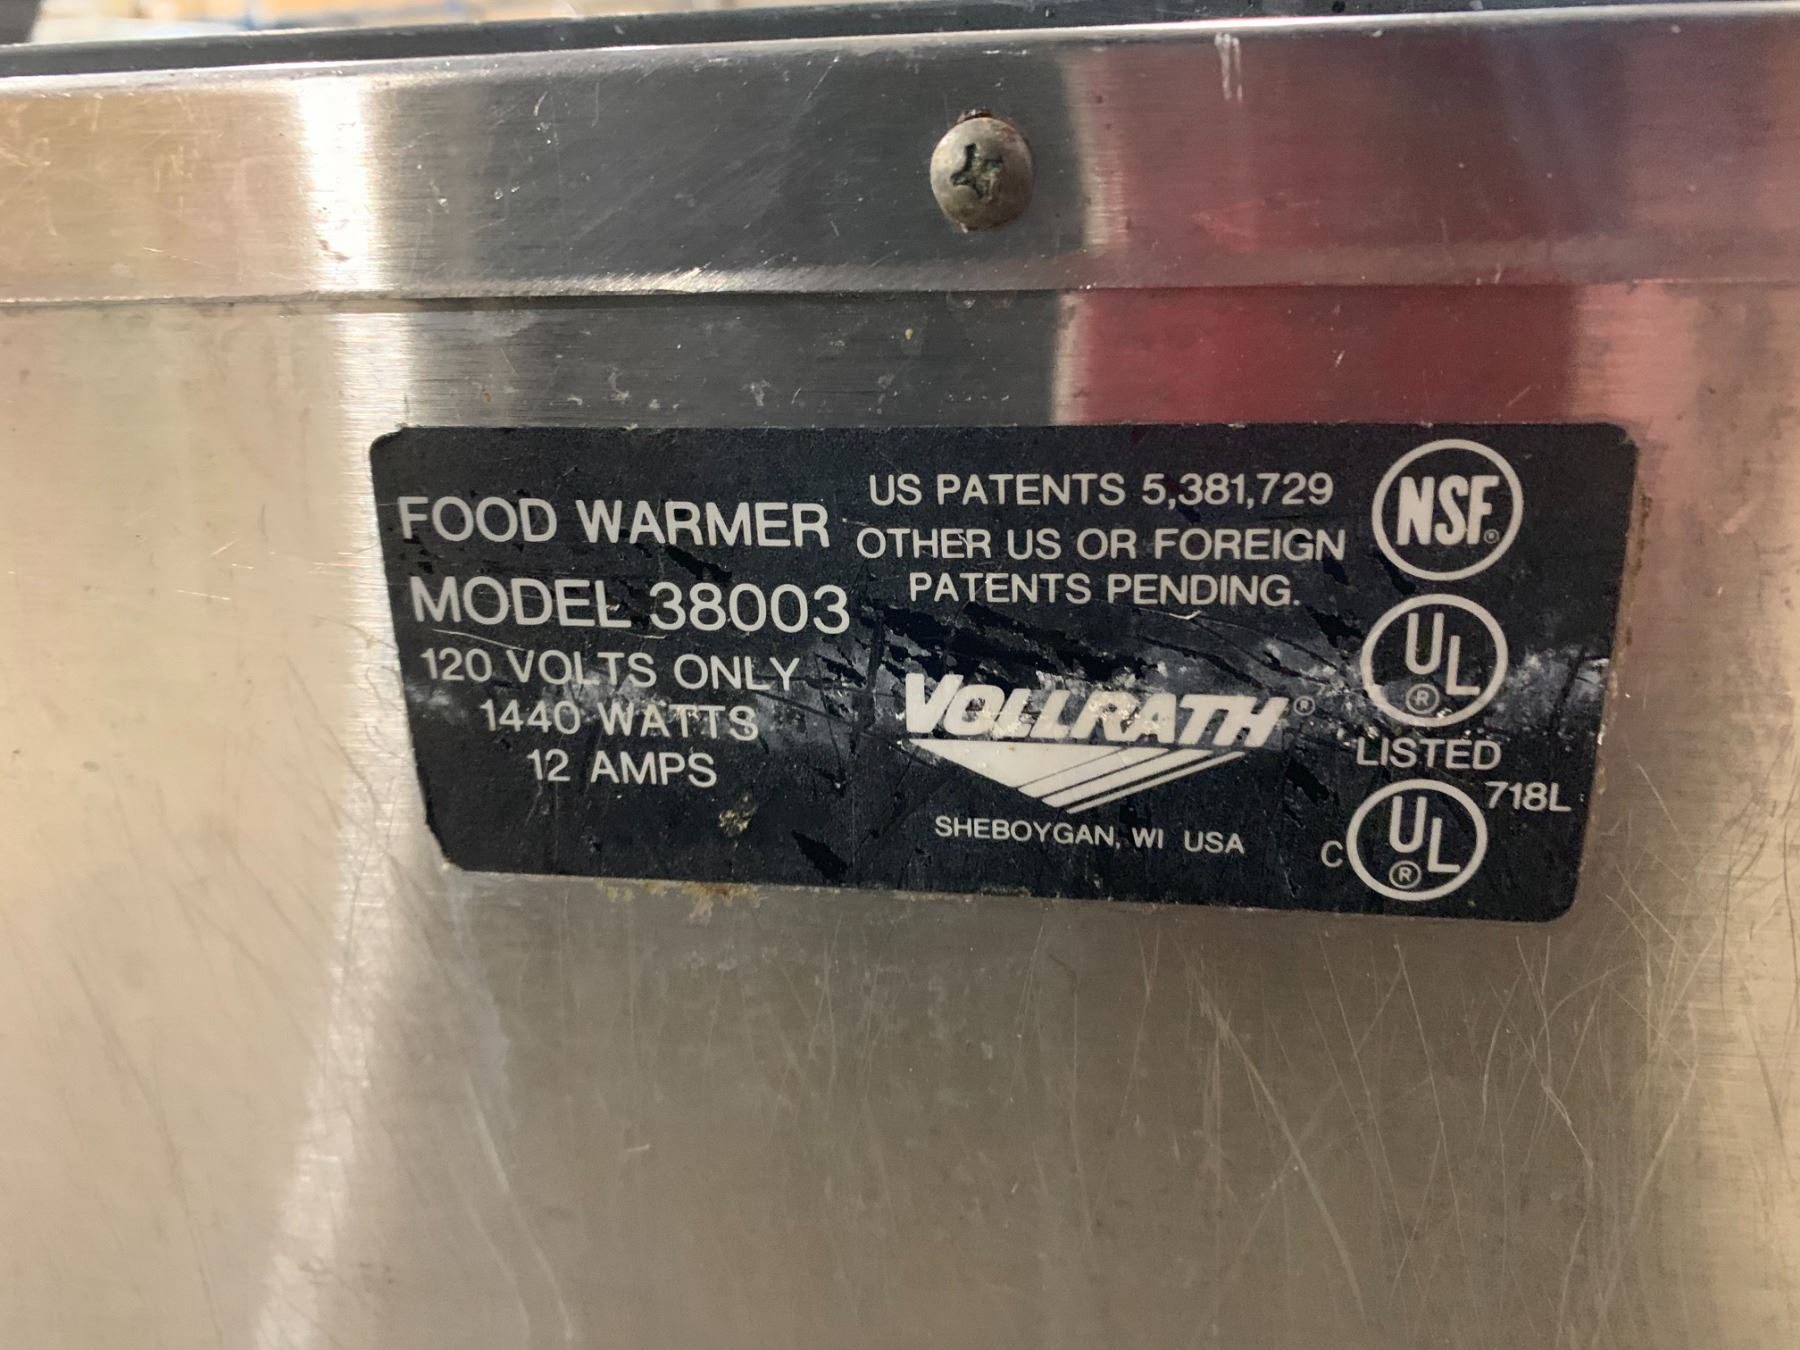 FOOD WARMER
MODEL 38003
120 VOLTS ONLY
1440 WATTS
12 AMPS
US PATENTS 5,381,729
OTHER US OR FOREIGN
PATENTS PENDING.
VOLLRATH®
SHEBOYGAN, WI USA
NSF®
UL®
LISTED
718L
C UL®